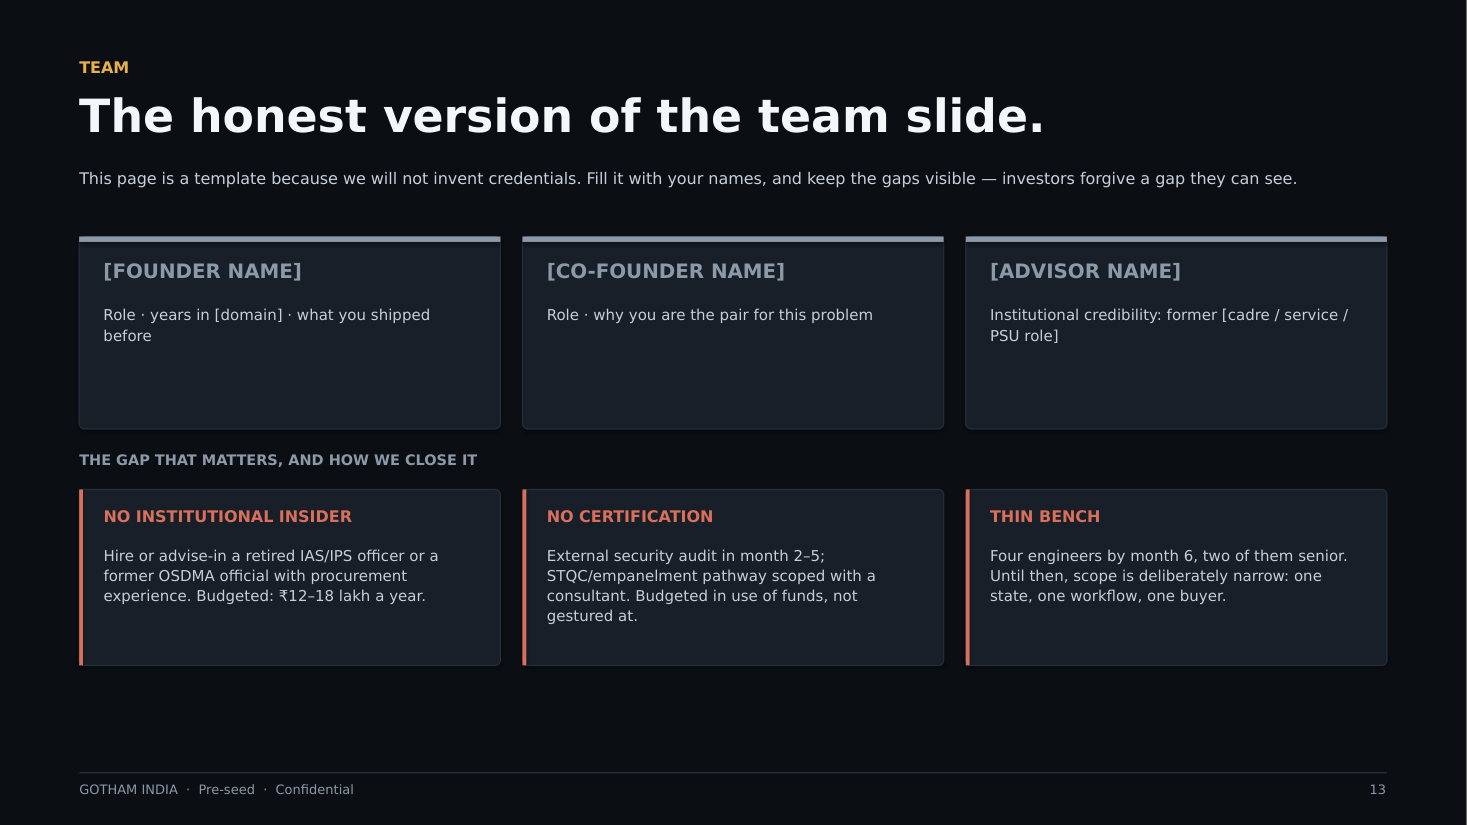 TEAM
The honest version of the team slide.
This page is a template because we will not invent credentials. Fill it with your names, and keep the gaps visible — investors forgive a gap they can see.
[FOUNDER NAME]
Role · years in [domain] · what you shipped
before
[CO-FOUNDER NAME]
Role · why you are the pair for this problem
[ADVISOR NAME]
Institutional credibility: former [cadre / service /
PSU role]
THE GAP THAT MATTERS, AND HOW WE CLOSE IT
NO INSTITUTIONAL INSIDER
Hire or advise-in a retired IAS/IPS officer or a
former OSDMA official with procurement
experience. Budgeted: ₹12–18 lakh a year.
NO CERTIFICATION
External security audit in month 2–5;
STQC/empanelment pathway scoped with a
consultant. Budgeted in use of funds, not
gestured at.
THIN BENCH
Four engineers by month 6, two of them senior.
Until then, scope is deliberately narrow: one
state, one workflow, one buyer.
GOTHAM INDIA · Pre-seed · Confidential
13